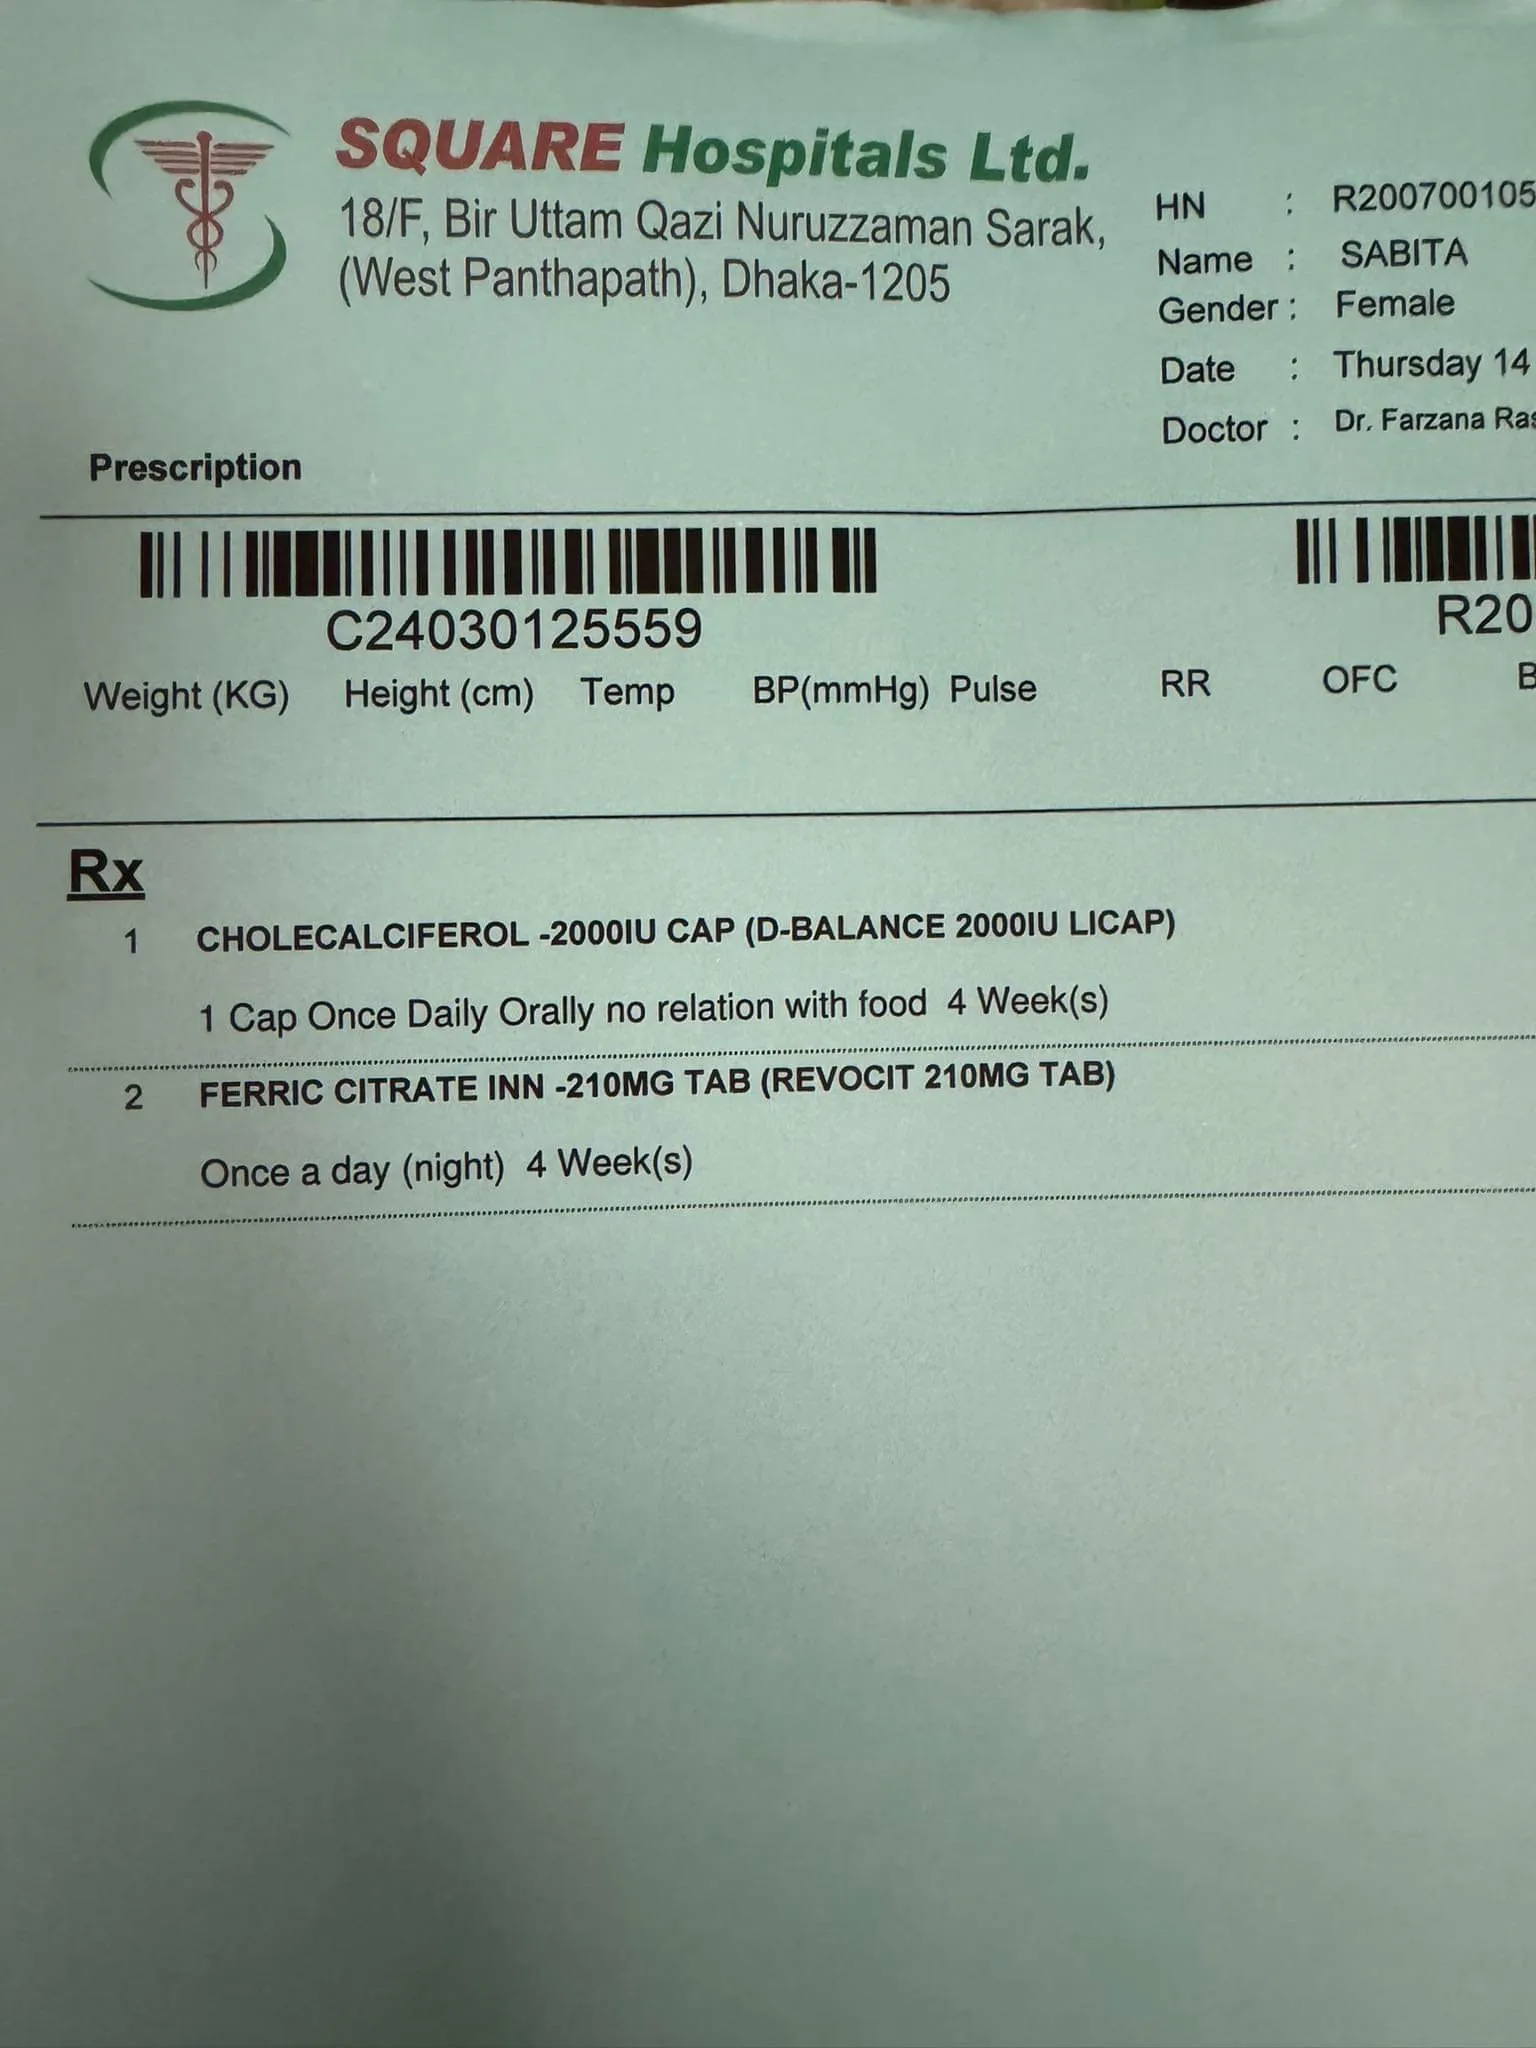 SQUARE Hospitals Ltd.
18/F, Bir Uttam Qazi Nuruzzaman Sarak,
(West Panthapath), Dhaka-1205
HN : R200700105
Name : SABITA
Gender : Female
Date : Thursday 14
Doctor : Dr. Farzana Ras
Prescription
C24030125559
R20
Weight (KG) Height (cm) Temp BP(mmHg) Pulse RR OFC B
Rx
1 CHOLECALCIFEROL -2000IU CAP (D-BALANCE 2000IU LICAP)
1 Cap Once Daily Orally no relation with food 4 Week(s)
2 FERRIC CITRATE INN -210MG TAB (REVOCIT 210MG TAB)
Once a day (night) 4 Week(s)